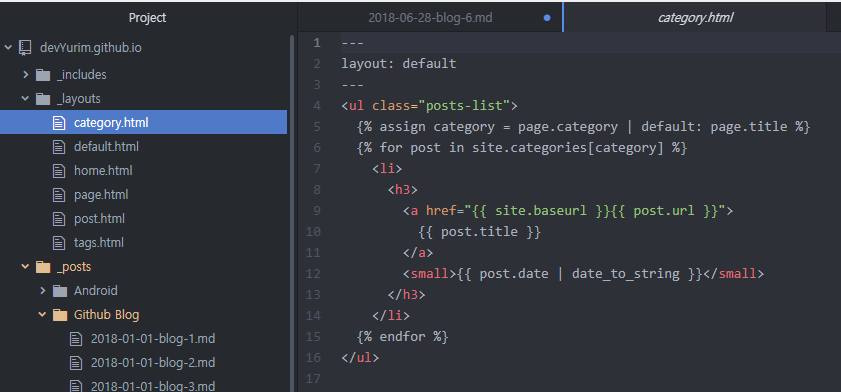 Project
devYurim.github.io
_includes
_layouts
category.html
default.html
home.html
page.html
post.html
tags.html
_posts
Android
Github Blog
2018-01-01-blog-1.md
2018-01-01-blog-2.md
2018-01-01-blog-3.md
2018-06-28-blog-6.md
category.html
1 ---
2 layout: default
3 ---
4 <ul class="posts-list">
5 {% assign category = page.category | default: page.title %}
6 {% for post in site.categories[category] %}
7 <li>
8 <h3>
9 <a href="{{ site.baseurl }}{{ post.url }}">
10 {{ post.title }}
11 </a>
12 <small>{{ post.date | date_to_string }}</small>
13 </h3>
14 </li>
15 {% endfor %}
16 </ul>
17